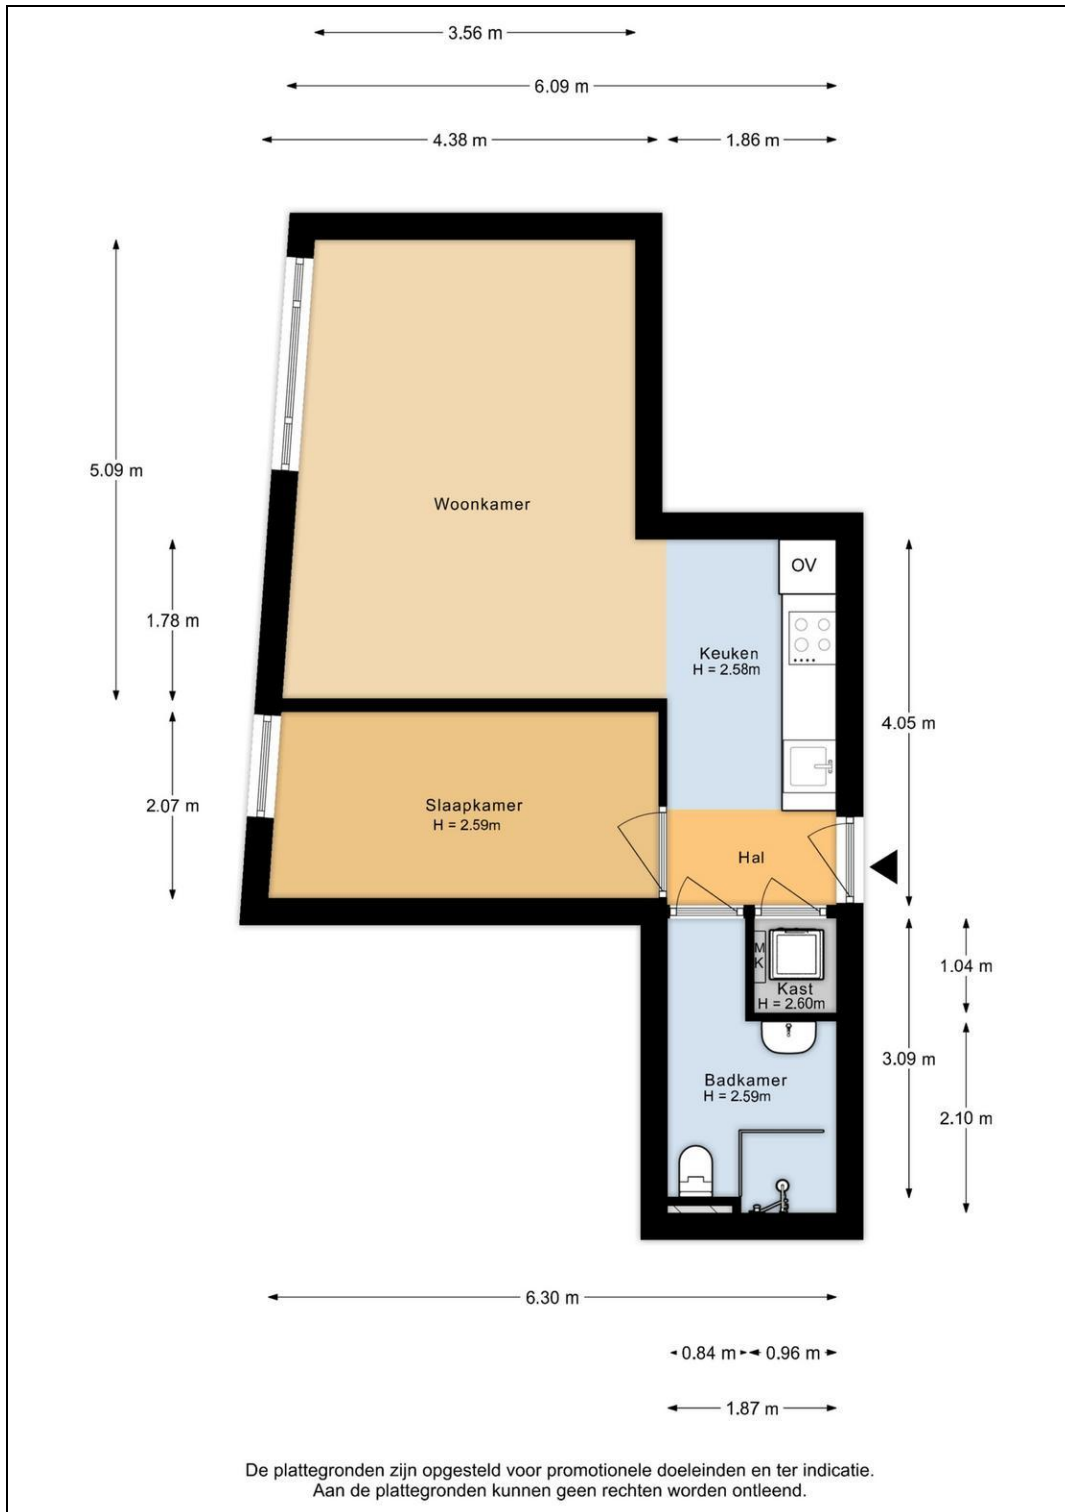 3.56 m
6.09 m
4.38 m
1.86 m
5.09 m
Woonkamer
OV
1.78 m
Keuken
H = 2.58m
4.05 m
2.07 m
Slaapkamer
H = 2.59m
Hal
MK
1.04 m
Kast
H = 2.60m
3.09 m
Badkamer
H = 2.59m
2.10 m
6.30 m
0.84 m
0.96 m
1.87 m
De plattegronden zijn opgesteld voor promotionele doeleinden en ter indicatie.
Aan de plattegronden kunnen geen rechten worden ontleend.